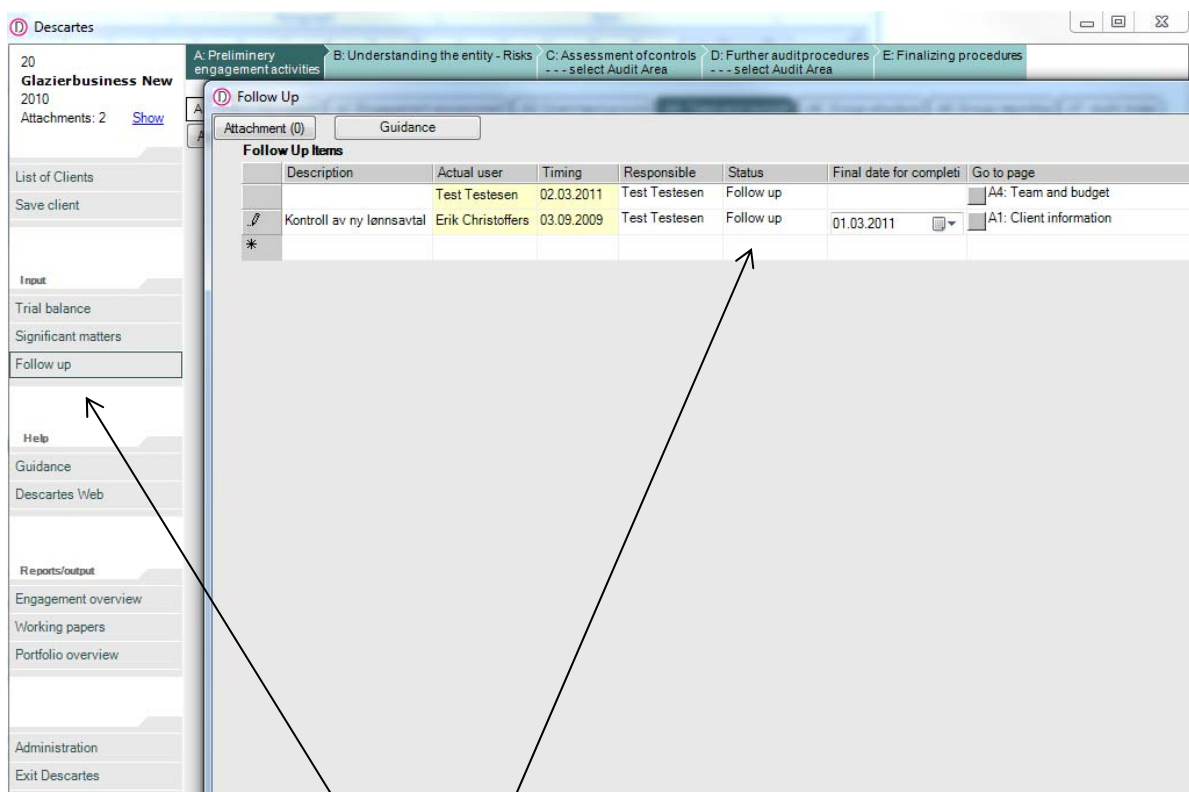 Descartes
20
Glazierbusiness New
2010
Attachments: 2 Show
A: Preliminery
engagement activities
B: Understanding the entity - Risks
C: Assessment of controls
- - - select Audit Area
D: Further audit procedures
- - - select Audit Area
E: Finalizing procedures
Follow Up
Attachment (0) Guidance
Follow Up Items
Description Actual user Timing Responsible Status Final date for completi Go to page
Test Testesen 02.03.2011 Test Testesen Follow up A4: Team and budget
Kontroll av ny lønnsavtal Erik Christoffers 03.09.2009 Test Testesen Follow up 01.03.2011 A1: Client information
List of Clients
Save client
Input
Trial balance
Significant matters
Follow up
Help
Guidance
Descartes Web
Reports/output
Engagement overview
Working papers
Portfolio overview
Administration
Exit Descartes